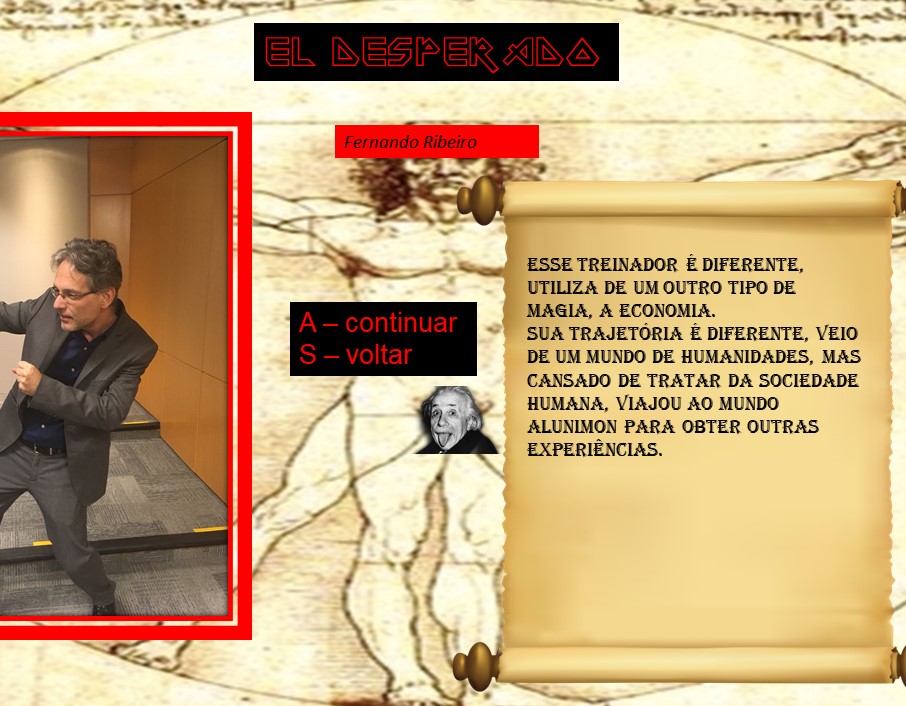 EL DESPERADO
Fernando Ribeiro
A – continuar
S – voltar
ESSE TREINADOR É DIFERENTE,
UTILIZA DE UM OUTRO TIPO DE
MAGIA, A ECONOMIA.
SUA TRAJETÓRIA É DIFERENTE, VEIO
DE UM MUNDO DE HUMANIDADES, MAS
CANSADO DE TRATAR DA SOCIEDADE
HUMANA, VIAJOU AO MUNDO
ALUNIMON PARA OBTER OUTRAS
EXPERIÊNCIAS.